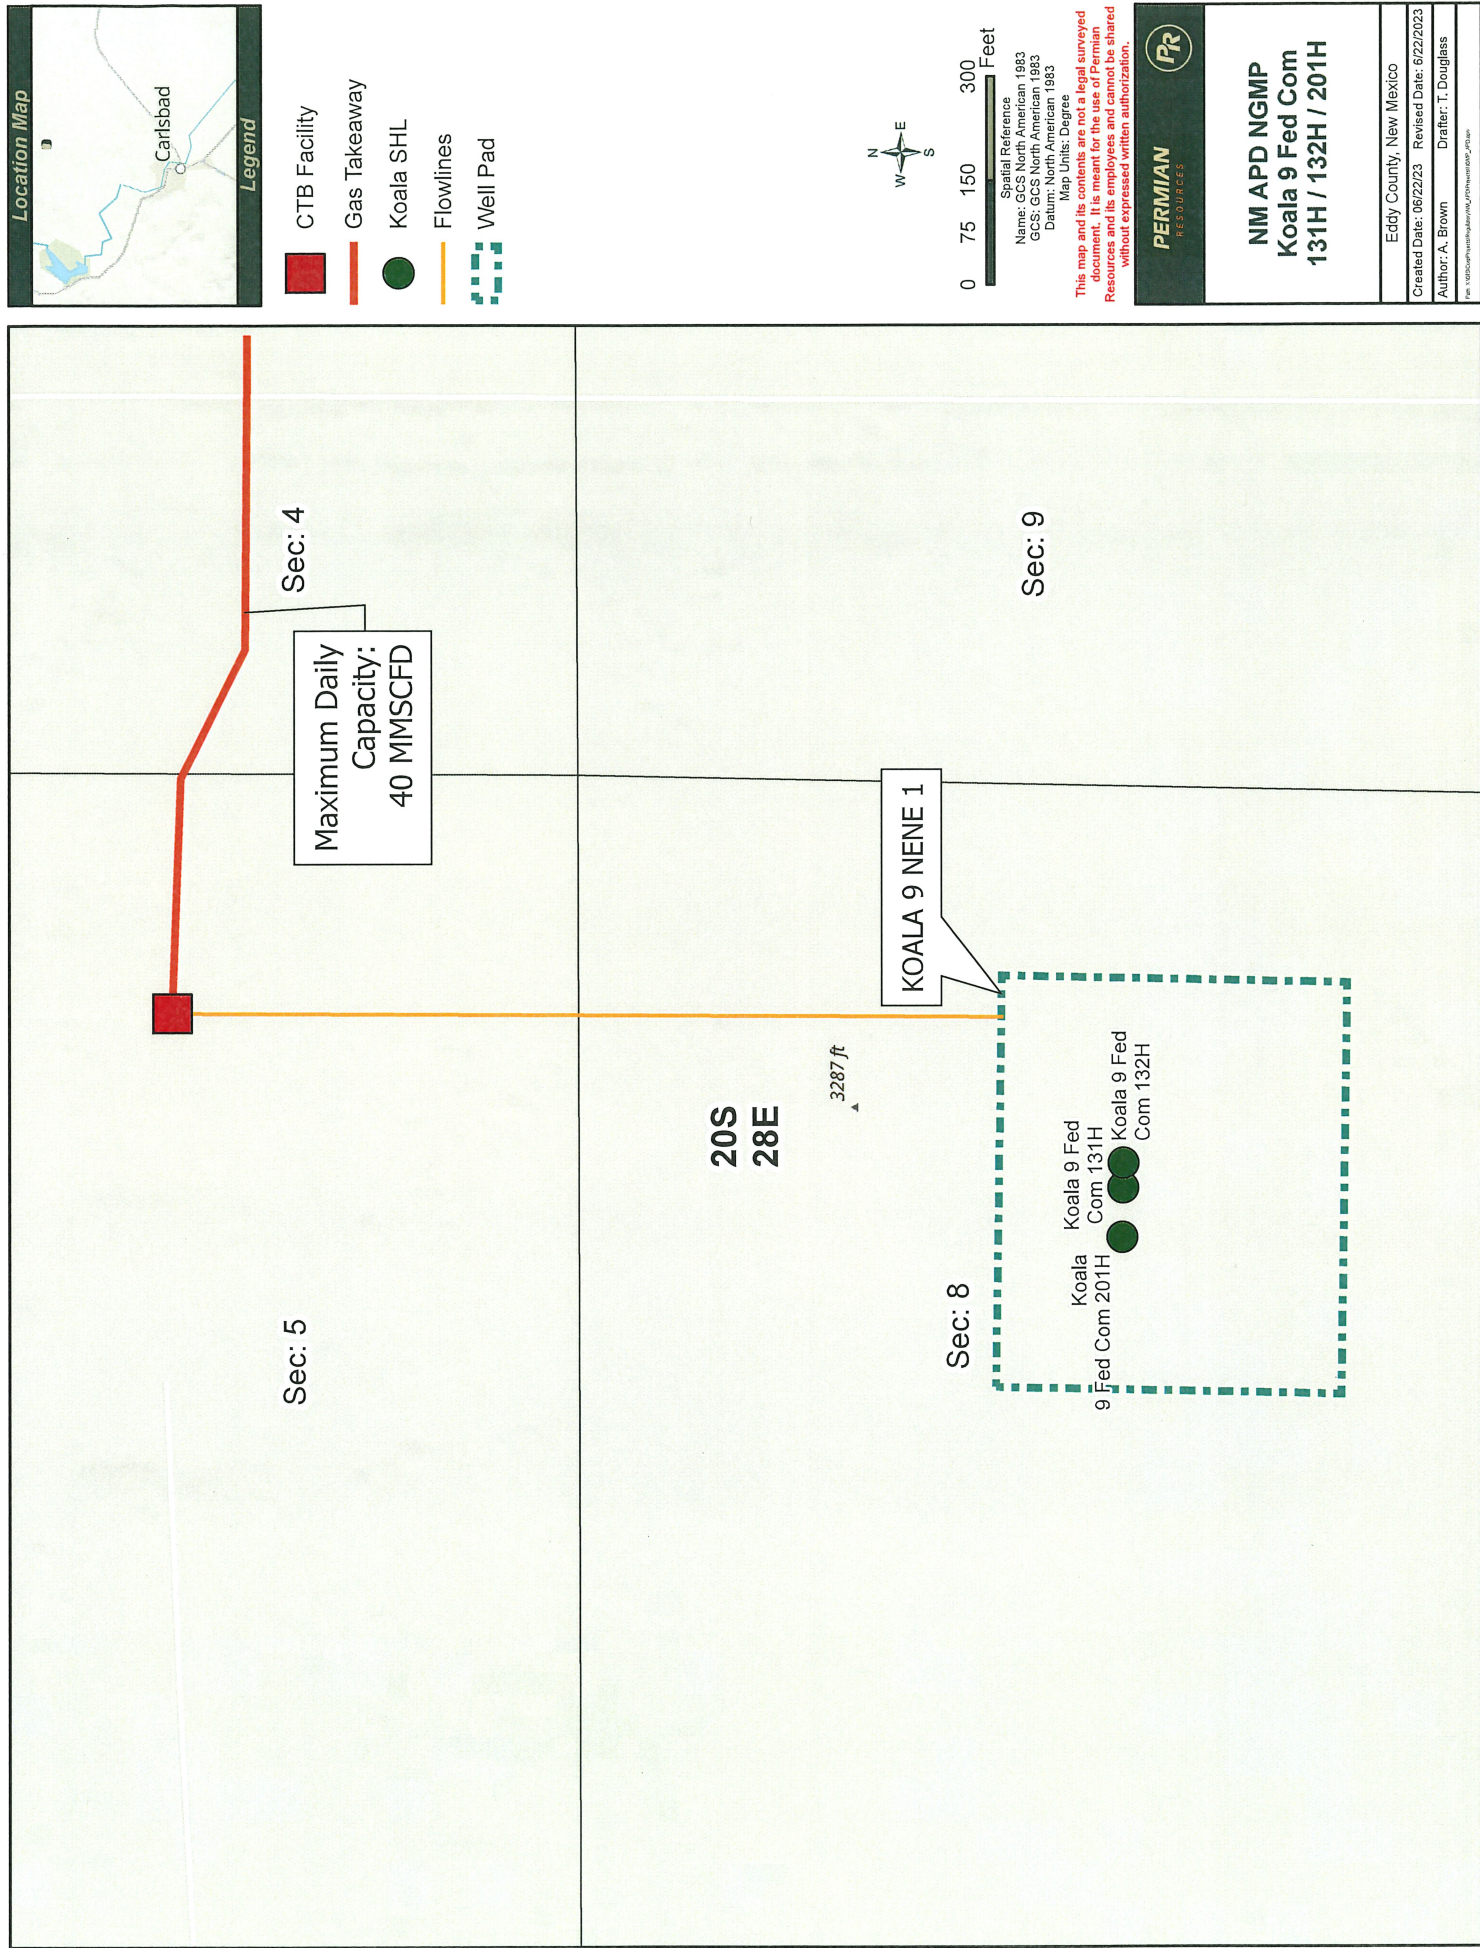 Location Map
Carlsbad
Legend
CTB Facility
Gas Takeaway
Koala SHL
Flowlines
Well Pad
N
W E
S
0 75 150 300
Feet
Spatial Reference
Name: GCS North American 1983
GCS: GCS North American 1983
Datum: North American 1983
Map Units: Degree
This map and its contents are not a legal surveyed
document. It is meant for the use of Permian
Resources and its employees and cannot be shared
without expressed written authorization.
PERMIAN
RESOURCES
PR
NM APD NGMP
Koala 9 Fed Com
131H / 132H / 201H
Eddy County, New Mexico
Created Date: 06/22/23 Revised Date: 6/22/2023
Author: A. Brown Drafter: T. Douglass
Sec: 5
Sec: 4
Maximum Daily
Capacity:
40 MMSCFD
20S
28E
3287 ft
KOALA 9 NENE 1
Sec: 8
Sec: 9
Koala
9 Fed Com 201H
Koala 9 Fed
Com 131H
Koala 9 Fed
Com 132H